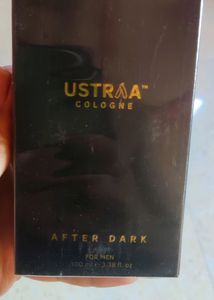 USTRAA™
COLOGNE
AFTER DARK
FOR MEN
100 ml e 3.38 fl. oz